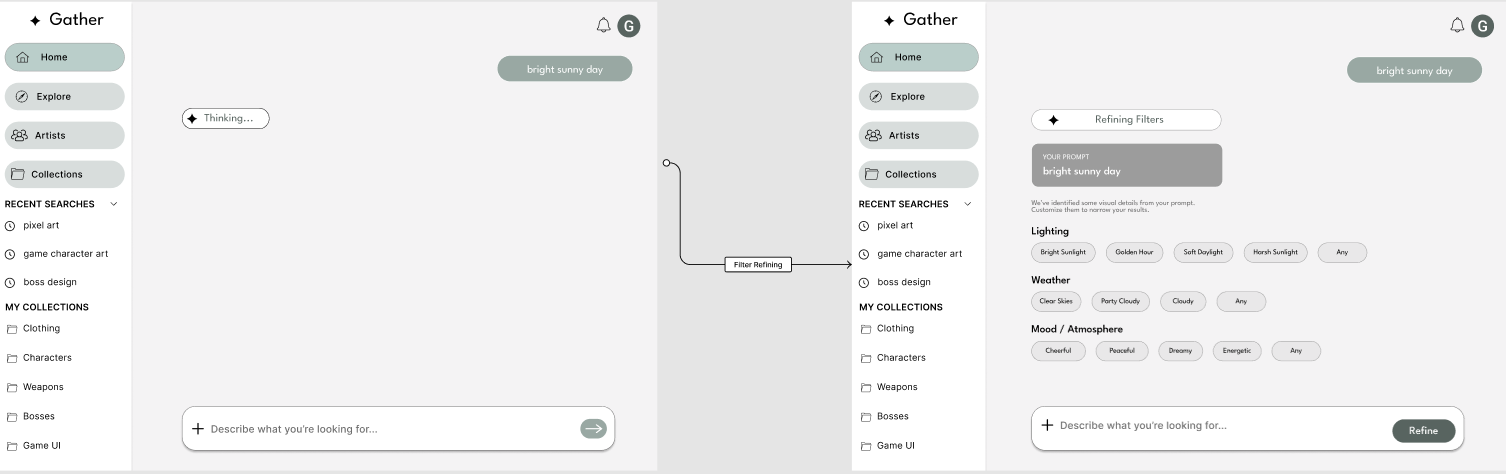 Gather
G
Home
bright sunny day
Explore
Thinking...
Artists
Collections
RECENT SEARCHES
pixel art
game character art
boss design
MY COLLECTIONS
Clothing
Characters
Weapons
Bosses
Game UI
Describe what you're looking for...
Filter Refining
Gather
G
Home
bright sunny day
Explore
Refining Filters
Artists
YOUR PROMPT
bright sunny day
Collections
We've identified some visual details from your prompt.
Customize them to narrow your results.
RECENT SEARCHES
pixel art
game character art
boss design
MY COLLECTIONS
Clothing
Characters
Weapons
Bosses
Game UI
Lighting
Bright Sunlight Golden Hour Soft Daylight Harsh Sunlight Any
Weather
Clear Skies Party Cloudy Cloudy Any
Mood / Atmosphere
Cheerful Peaceful Dreamy Energetic Any
Describe what you're looking for...
Refine